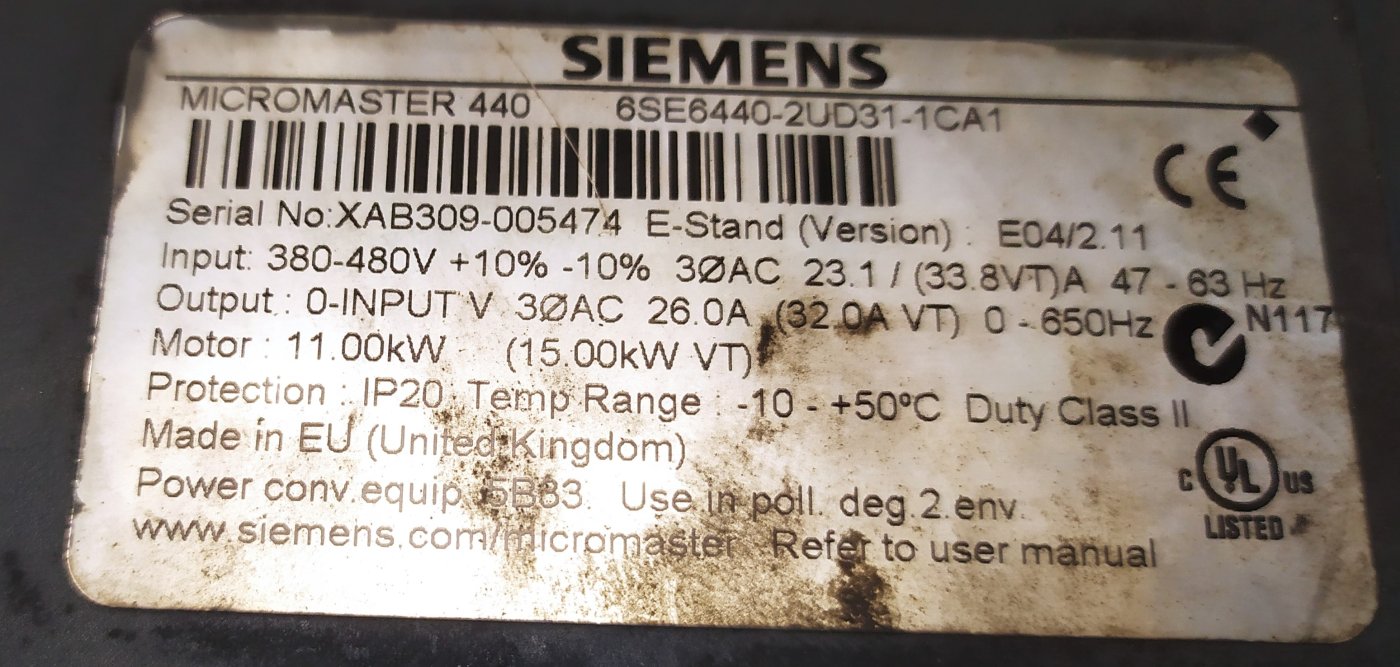 SIEMENS
MICROMASTER 440 6SE6440-2UD31-1CA1
CE
Serial No:XAB309-005474 E-Stand (Version) : E04/2.11
Input: 380-480V +10% -10% 3ØAC 23.1 / (33.8VT)A 47 - 63 Hz
Output : 0-INPUT V 3ØAC 26.0A (32.0A VT) 0 - 650Hz N117
Motor : 11.00kW (15.00kW VT)
Protection : IP20 Temp Range : -10 - +50°C Duty Class II
Made in EU (United Kingdom)
Power conv.equip. 5B83. Use in poll. deg.2.env.
C UL US
LISTED
www.siemens.com/micromaster Refer to user manual